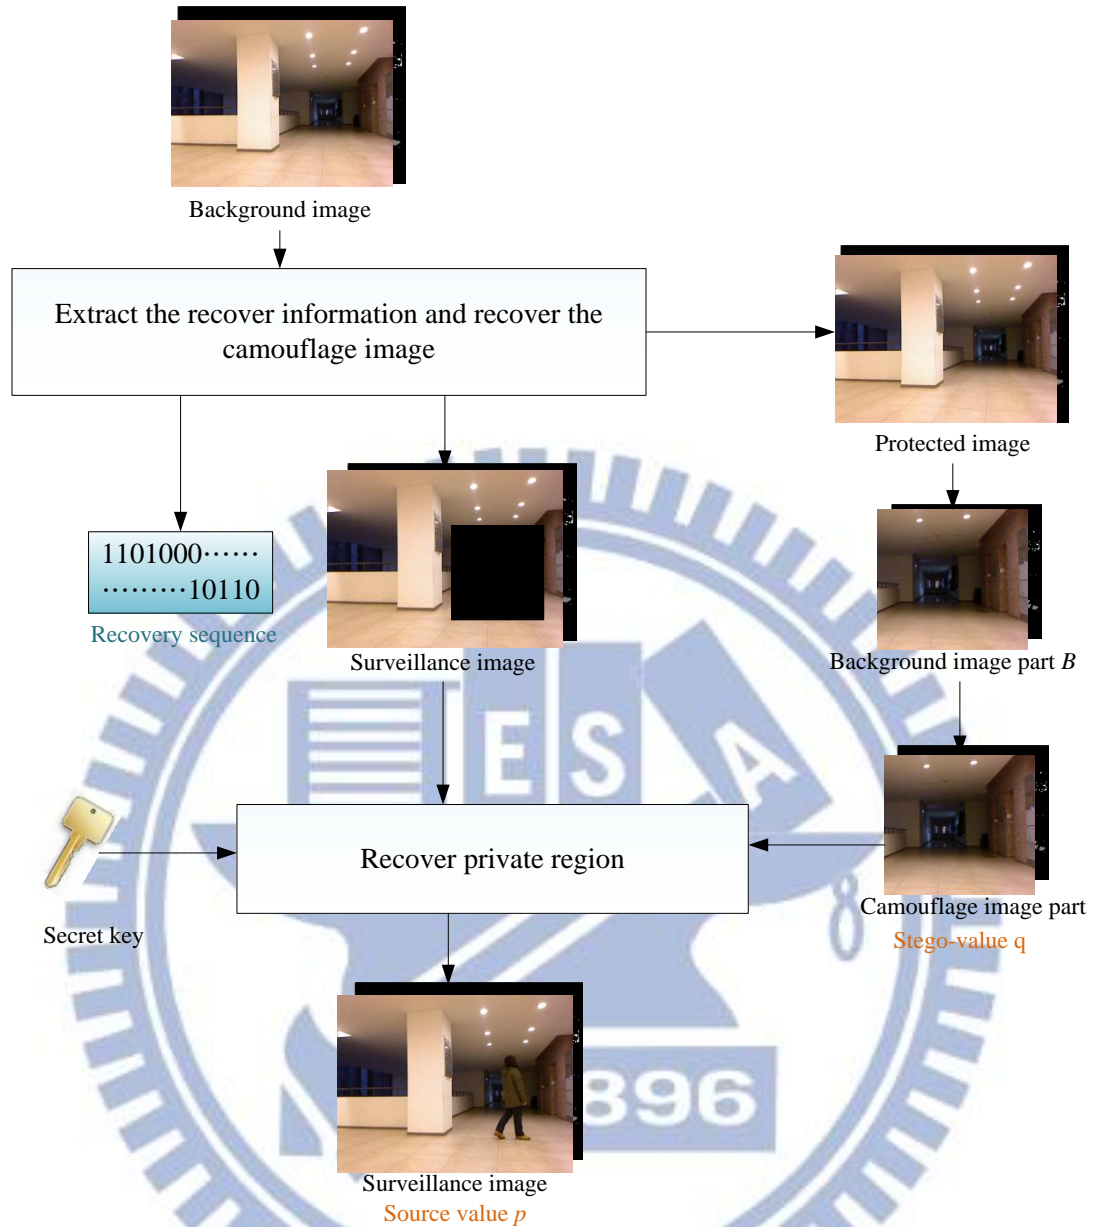 Background image
Extract the recover information and recover the
camouflage image
Protected image
1101000······
·········10110
Recovery sequence
Surveillance image
Background image part B
Recover private region
Secret key
Camouflage image part
Stego-value q
Surveillance image
Source value p
E S A
896